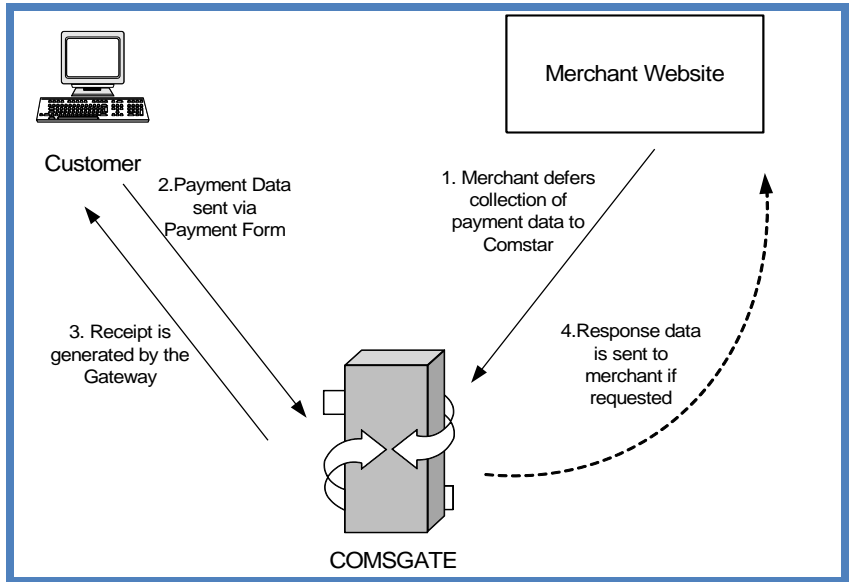 Merchant Website
Customer
2.Payment Data
sent via
Payment Form
1. Merchant defers
collection of
payment data to
Comstar
3. Receipt is
generated by the
Gateway
4.Response data
is sent to
merchant if
requested
COMSGATE